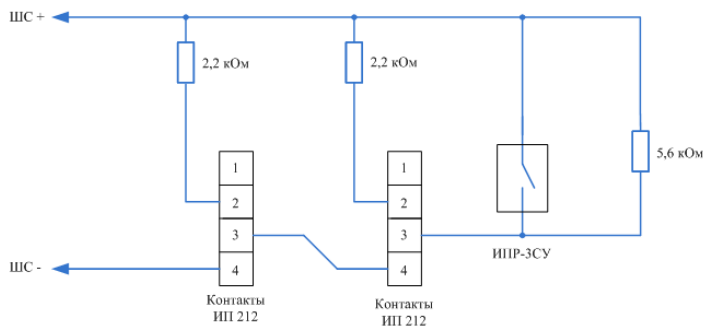 ШС +
2,2 кОм
2,2 кОм
5,6 кОм
1
2
3
4
1
2
3
4
ИПР-3СУ
ШС -
Контакты
ИП 212
Контакты
ИП 212